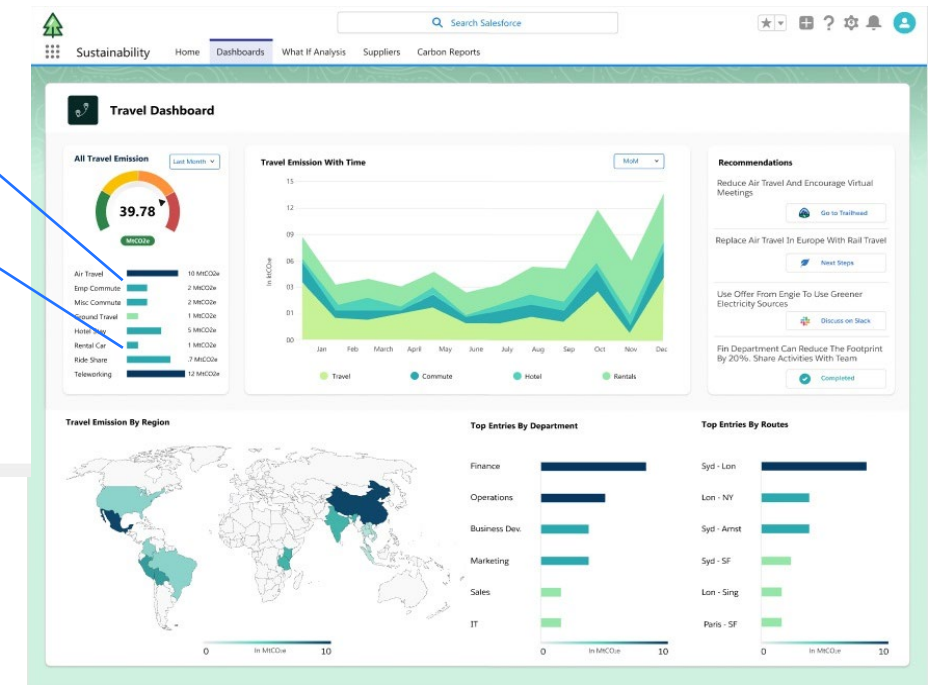 Search Salesforce
Sustainability
Home
Dashboards
What If Analysis
Suppliers
Carbon Reports
Travel Dashboard
All Travel Emission
Last Month
39.78
MtCO2e
Air Travel 10 MtCO2e
Emp Commute 2 MtCO2e
Misc Commute 2 MtCO2e
Ground Travel 1 MtCO2e
Hotel Stay 5 MtCO2e
Rental Car 1 MtCO2e
Ride Share .7 MtCO2e
Teleworking 12 MtCO2e
Travel Emission With Time
MoM
15
12
09
06
03
01
00
In MtCO2e
Jan Feb March April May June July Aug Sep Oct Nov Dec
Travel Commute Hotel Rentals
Recommendations
Reduce Air Travel And Encourage Virtual
Meetings
Go to Trailhead
Replace Air Travel In Europe With Rail Travel
Next Steps
Use Offer From Engie To Use Greener
Electricity Sources
Discuss on Slack
Fin Department Can Reduce The Footprint
By 20%. Share Activities With Team
Completed
Travel Emission By Region
0 In MtCO2e 10
Top Entries By Department
Finance
Operations
Business Dev.
Marketing
Sales
IT
0 In MtCO2e 10
Top Entries By Routes
Syd - Lon
Lon - NY
Syd - Amst
Syd - SF
Lon - Sing
Paris - SF
0 In MtCO2e 10